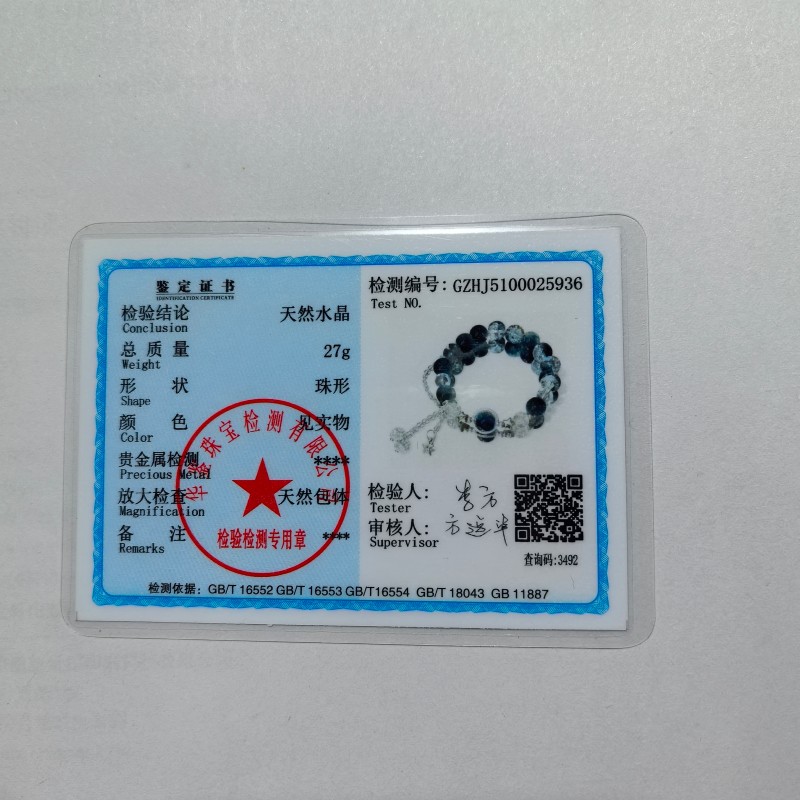 鉴定证书
IDENTIFICATION CERTIFICATE
检验结论 天然水晶
Conclusion
总质量 27g
Weight
形状 珠形
Shape
颜色 见实物
Color
贵金属检测 ****
Precious Metal
放大检查 天然包体
Magnification
备注 ****
Remarks
珠宝检测有限公司
检验检测专用章
检测编号: GZHJ5100025936
Test NO.
检验人: 李方
Tester
审核人:
Supervisor
查询码:3492
检测依据: GB/T 16552 GB/T 16553 GB/T16554 GB/T 18043 GB 11887